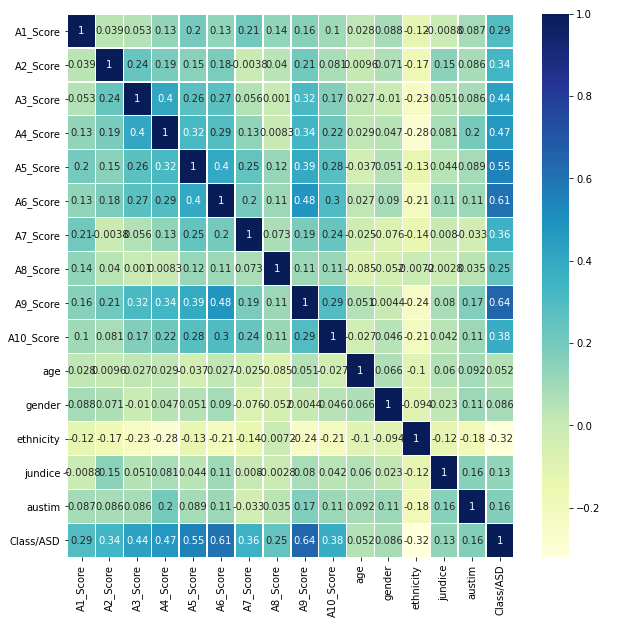 A1_Score 1 0.039 0.053 0.13 0.2 0.13 0.21 0.14 0.16 0.1 0.028 0.088 -0.12 -0.0088 0.087 0.29
A2_Score 0.039 1 0.24 0.19 0.15 0.18 -0.0038 0.04 0.21 0.081 0.0096 0.071 -0.17 0.15 0.086 0.34
A3_Score 0.053 0.24 1 0.4 0.26 0.27 0.056 0.001 0.32 0.17 0.027 -0.01 -0.23 0.051 0.086 0.44
A4_Score 0.13 0.19 0.4 1 0.32 0.29 0.13 0.0083 0.34 0.22 0.029 0.047 -0.28 0.081 0.2 0.47
A5_Score 0.2 0.15 0.26 0.32 1 0.4 0.25 0.12 0.39 0.28 -0.037 0.051 -0.13 0.044 0.089 0.55
A6_Score 0.13 0.18 0.27 0.29 0.4 1 0.2 0.11 0.48 0.3 0.027 0.09 -0.21 0.11 0.11 0.61
A7_Score 0.21 -0.0038 0.056 0.13 0.25 0.2 1 0.073 0.19 0.24 -0.025 -0.076 -0.14 0.008 -0.033 0.36
A8_Score 0.14 0.04 0.001 0.0083 0.12 0.11 0.073 1 0.11 0.11 -0.085 -0.052 -0.0072 -0.0028 0.035 0.25
A9_Score 0.16 0.21 0.32 0.34 0.39 0.48 0.19 0.11 1 0.29 0.051 0.0044 -0.24 0.08 0.17 0.64
A10_Score 0.1 0.081 0.17 0.22 0.28 0.3 0.24 0.11 0.29 1 -0.027 0.046 -0.21 0.042 0.11 0.38
age 0.028 0.0096 0.027 0.029 -0.037 0.027 -0.025 -0.085 0.051 -0.027 1 0.066 -0.1 0.06 0.092 0.052
gender 0.088 0.071 -0.01 0.047 0.051 0.09 -0.076 -0.052 0.0044 0.046 0.066 1 -0.094 0.023 0.11 0.086
ethnicity -0.12 -0.17 -0.23 -0.28 -0.13 -0.21 -0.14 -0.0072 -0.24 -0.21 -0.1 -0.094 1 -0.12 -0.18 -0.32
jundice -0.0088 0.15 0.051 0.081 0.044 0.11 0.008 -0.0028 0.08 0.042 0.06 0.023 -0.12 1 0.16 0.13
austim 0.087 0.086 0.086 0.2 0.089 0.11 -0.033 0.035 0.17 0.11 0.092 0.11 -0.18 0.16 1 0.16
Class/ASD 0.29 0.34 0.44 0.47 0.55 0.61 0.36 0.25 0.64 0.38 0.052 0.086 -0.32 0.13 0.16 1
A1_Score
A2_Score
A3_Score
A4_Score
A5_Score
A6_Score
A7_Score
A8_Score
A9_Score
A10_Score
age
gender
ethnicity
jundice
austim
Class/ASD
1.0
0.8
0.6
0.4
0.2
0.0
−0.2